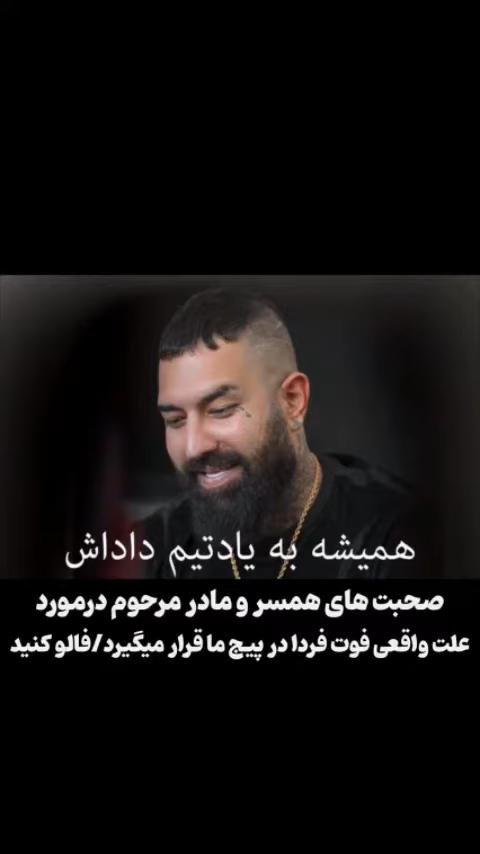 همیشه به یادتیم داداش
صحبت های همسر و مادر مرحوم درمورد
علت واقعی فوت فردا در پیج ما قرار میگیرد/فالو کنید